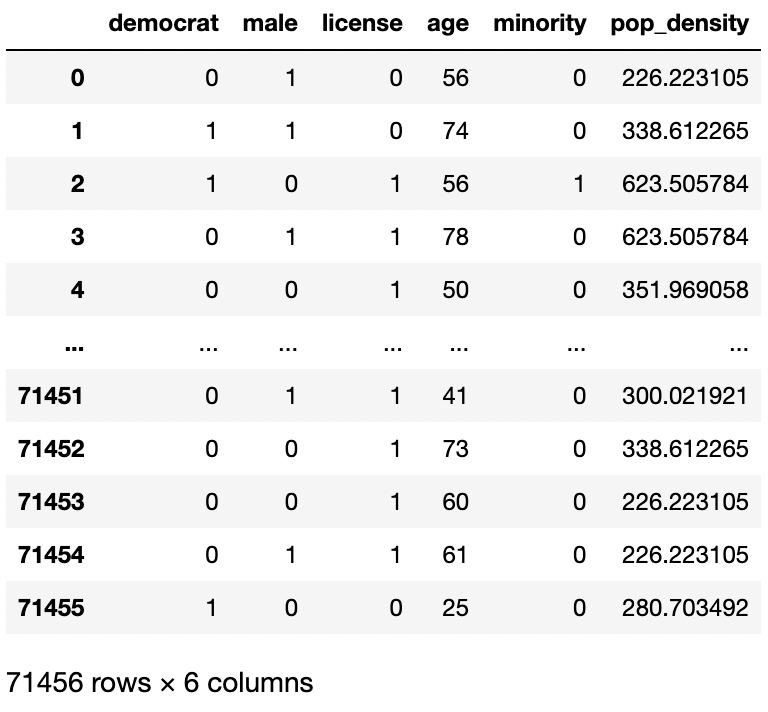 democrat male license age minority pop_density
0 0 1 0 56 0 226.223105
1 1 1 0 74 0 338.612265
2 1 0 1 56 1 623.505784
3 0 1 1 78 0 623.505784
4 0 0 1 50 0 351.969058
... ... ... ... ... ... ...
71451 0 1 1 41 0 300.021921
71452 0 0 1 73 0 338.612265
71453 0 0 1 60 0 226.223105
71454 0 1 1 61 0 226.223105
71455 1 0 0 25 0 280.703492
71456 rows × 6 columns